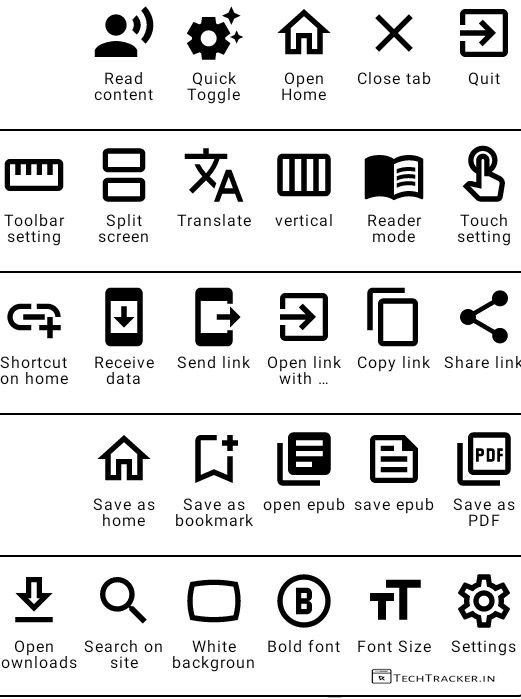 Read content
Quick Toggle
Open Home
Close tab
Quit
Toolbar setting
Split screen
Translate
文A
vertical
Reader mode
Touch setting
Shortcut on home
Receive data
Send link
Open link with ...
Copy link
Share link
Save as home
Save as bookmark
open epub
save epub
PDF
Save as PDF
Open ownloads
Search on site
White backgroun
B
Bold font
TT
Font Size
Settings
TechTracker.in